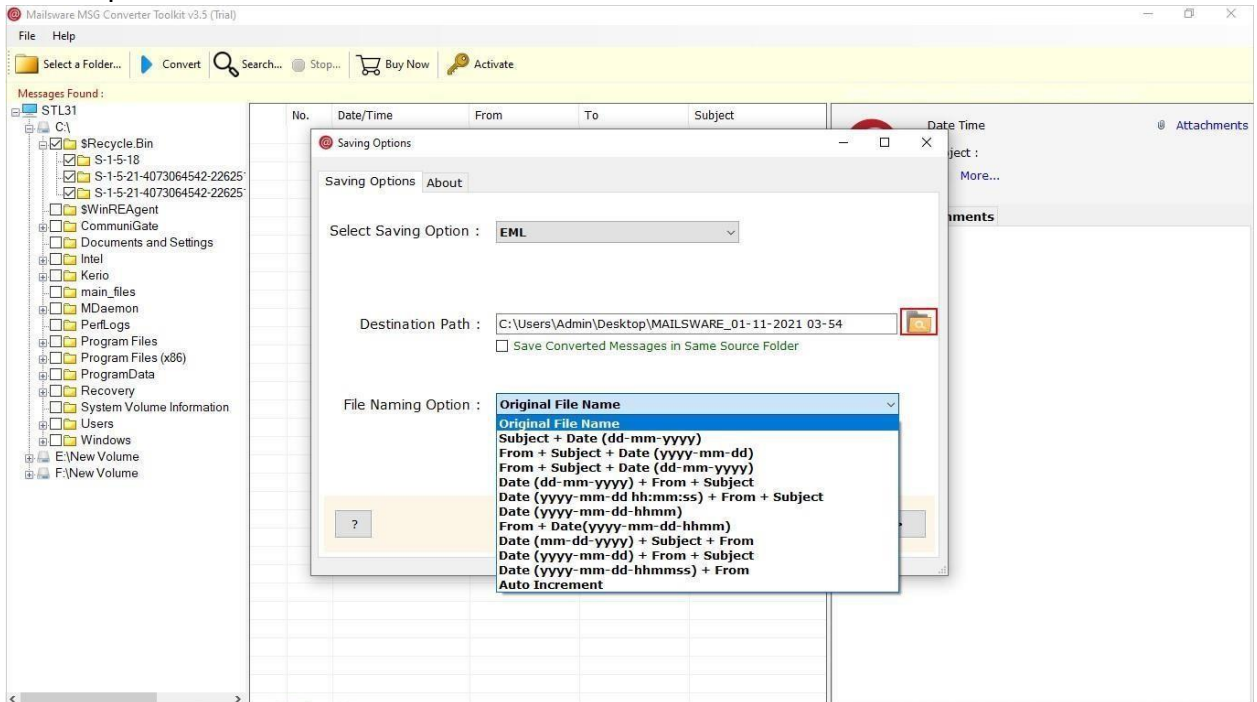 Mailsware MSG Converter Toolkit v3.5 (Trial)
File Help
Select a Folder... Convert Search... Stop... Buy Now Activate
Messages Found :
STL31
C:\
$Recycle.Bin
S-1-5-18
S-1-5-21-4073064542-22625
S-1-5-21-4073064542-22625
$WinREAgent
CommuniGate
Documents and Settings
Intel
Kerio
main_files
MDaemon
PerfLogs
Program Files
Program Files (x86)
ProgramData
Recovery
System Volume Information
Users
Windows
E:\New Volume
F:\New Volume
No. Date/Time From To Subject
Saving Options
Saving Options About
Select Saving Option : EML
Destination Path : C:\Users\Admin\Desktop\MAILSWARE_01-11-2021 03-54
Save Converted Messages in Same Source Folder
File Naming Option : Original File Name
Original File Name
Subject + Date (dd-mm-yyyy)
From + Subject + Date (yyyy-mm-dd)
From + Subject + Date (dd-mm-yyyy)
Date (dd-mm-yyyy) + From + Subject
Date (yyyy-mm-dd hh:mm:ss) + From + Subject
Date (yyyy-mm-dd-hhmm)
From + Date(yyyy-mm-dd-hhmm)
Date (mm-dd-yyyy) + Subject + From
Date (yyyy-mm-dd) + From + Subject
Date (yyyy-mm-dd-hhmmss) + From
Auto Increment
?
Date Time Attachments
ject :
More...